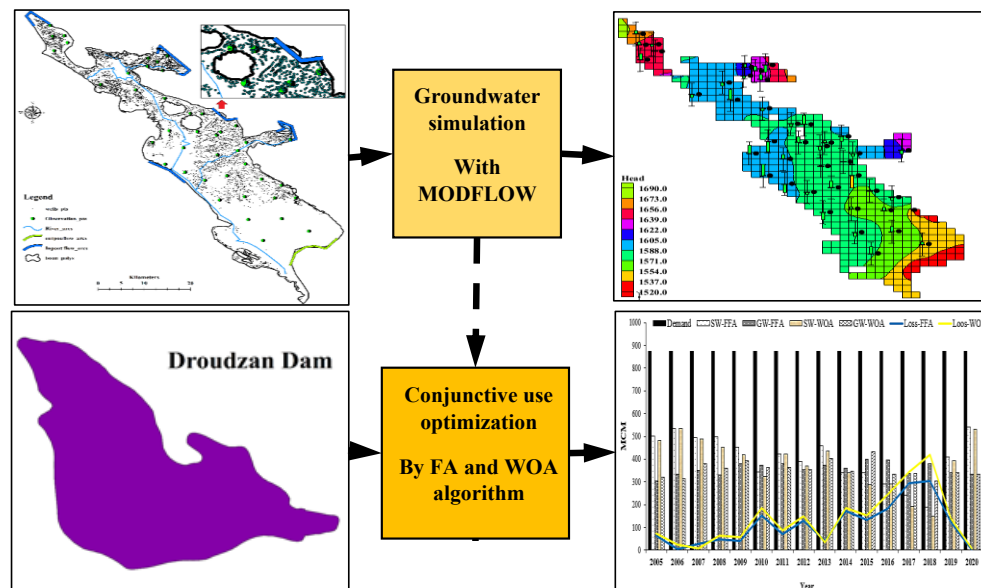 Legend
wells_pin
Observation_pin
River_area
Kilometers
0 5 10 20
Groundwater
simulation
With
MODFLOW
Head
1690.0
1673.0
1656.0
1639.0
1622.0
1605.0
1588.0
1571.0
1554.0
1537.0
1520.0
Droudzan Dam
Conjunctive use
optimization
By FA and WOA
algorithm
Demand SW-FFA GW-FFA SW-WOA GW-WOA Loss-FFA Loos-WO
1000
900
800
700
600
500
400
300
200
100
0
MCM
2005 2006 2007 2008 2009 2010 2011 2012 2013 2014 2015 2016 2017 2018 2019 2020
Year